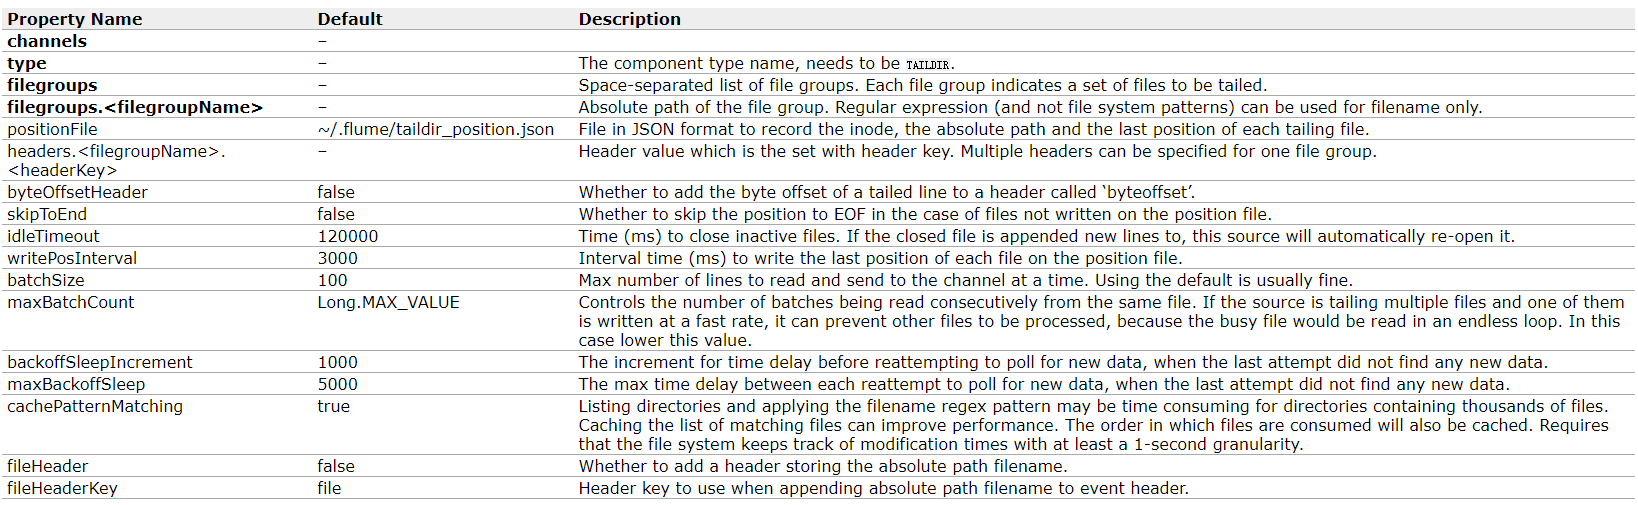 Property Name Default Description
channels –
type – The component type name, needs to be TAILDIR.
filegroups – Space-separated list of file groups. Each file group indicates a set of files to be tailed.
filegroups.<filegroupName> – Absolute path of the file group. Regular expression (and not file system patterns) can be used for filename only.
positionFile ~/.flume/taildir_position.json File in JSON format to record the inode, the absolute path and the last position of each tailing file.
headers.<filegroupName>. – Header value which is the set with header key. Multiple headers can be specified for one file group.
<headerKey>
byteOffsetHeader false Whether to add the byte offset of a tailed line to a header called ‘byteoffset’.
skipToEnd false Whether to skip the position to EOF in the case of files not written on the position file.
idleTimeout 120000 Time (ms) to close inactive files. If the closed file is appended new lines to, this source will automatically re-open it.
writePosInterval 3000 Interval time (ms) to write the last position of each file on the position file.
batchSize 100 Max number of lines to read and send to the channel at a time. Using the default is usually fine.
maxBatchCount Long.MAX_VALUE Controls the number of batches being read consecutively from the same file. If the source is tailing multiple files and one of them
is written at a fast rate, it can prevent other files to be processed, because the busy file would be read in an endless loop. In this
case lower this value.
backoffSleepIncrement 1000 The increment for time delay before reattempting to poll for new data, when the last attempt did not find any new data.
maxBackoffSleep 5000 The max time delay between each reattempt to poll for new data, when the last attempt did not find any new data.
cachePatternMatching true Listing directories and applying the filename regex pattern may be time consuming for directories containing thousands of files.
Caching the list of matching files can improve performance. The order in which files are consumed will also be cached. Requires
that the file system keeps track of modification times with at least a 1-second granularity.
fileHeader false Whether to add a header storing the absolute path filename.
fileHeaderKey file Header key to use when appending absolute path filename to event header.